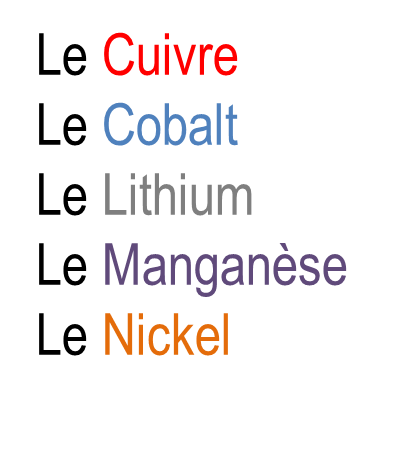 Le Cuivre
Le Cobalt
Le Lithium
Le Manganèse
Le Nickel